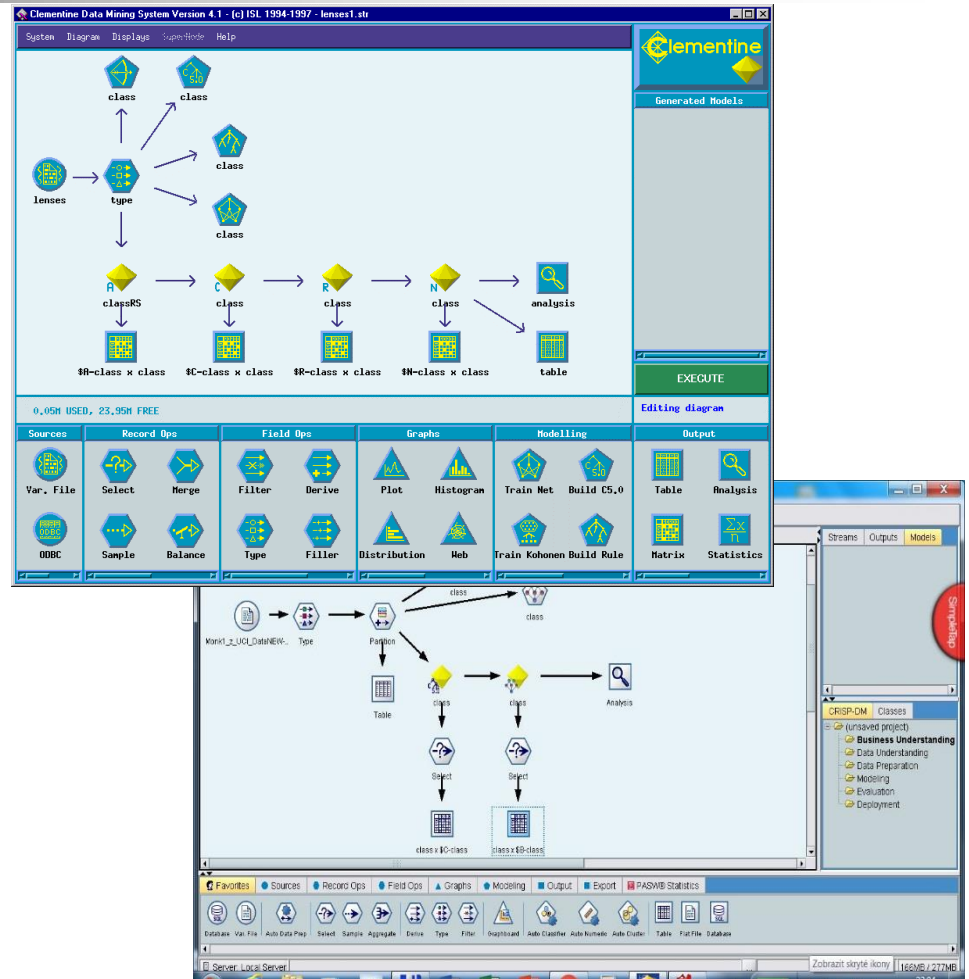 Clementine Data Mining System Version 4.1 - (c) ISL 1994-1997 - lenses1.str
System Diagram Displays SuperNode Help
Clementine
Generated Models
class class
class
lenses type
class
A C R N
classRS class class class analysis
$A-class x class $C-class x class $R-class x class $N-class x class table
EXECUTE
0.05M USED, 23.95M FREE
Editing diagram
Sources Record Ops Field Ops Graphs Modelling Output
Var. File Select Merge Filter Derive Plot Histogram Train Net Build C5.0 Table Analysis
ODBC Sample Balance Type Filler Distribution Web Train Kohonen Build Rule Matrix Statistics
Streams Outputs Models
SimpleTap
class
class
Monk1_z_UCI_DataNEW-... Type Partition
Table class class Analysis
Select Select
class x $C-class class x $B-class
CRISP-DM Classes
(unsaved project)
Business Understanding
Data Understanding
Data Preparation
Modeling
Evaluation
Deployment
Favorites Sources Record Ops Field Ops Graphs Modeling Output Export PASW® Statistics
Database Var. File Auto Data Prep Select Sample Aggregate Derive Type Filter Graphboard Auto Classifier Auto Numeric Auto Cluster Table Flat File Database
Server: Local Server
Zobrazit skryté ikony
166MB / 277MB